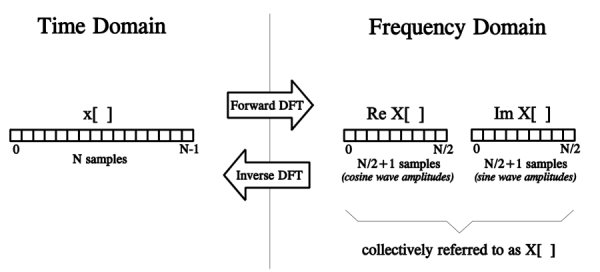 Time Domain
Frequency Domain
x[ ]
0
N-1
N samples
Forward DFT
Inverse DFT
Re X[ ]
0
N/2
N/2+1 samples
(cosine wave amplitudes)
Im X[ ]
0
N/2
N/2+1 samples
(sine wave amplitudes)
collectively referred to as X[ ]